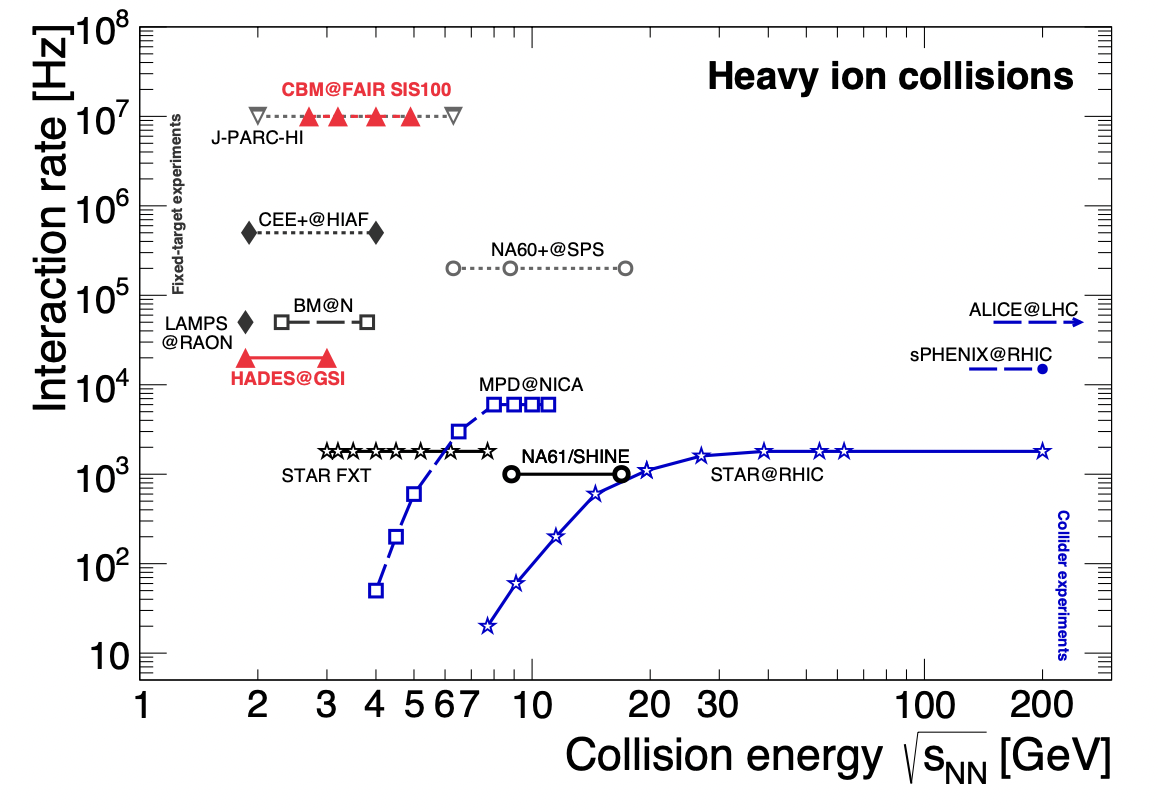 Heavy ion collisions
Interaction rate [Hz]
10^8
10^7
10^6
10^5
10^4
10^3
10^2
10
Fixed-target experiments
CBM@FAIR SIS100
J-PARC-HI
CEE+@HIAF
NA60+@SPS
BM@N
LAMPS
@RAON
HADES@GSI
ALICE@LHC
sPHENIX@RHIC
MPD@NICA
STAR FXT
NA61/SHINE
STAR@RHIC
Collider experiments
1 2 3 4 5 6 7 10 20 30 100 200
Collision energy √s_NN [GeV]